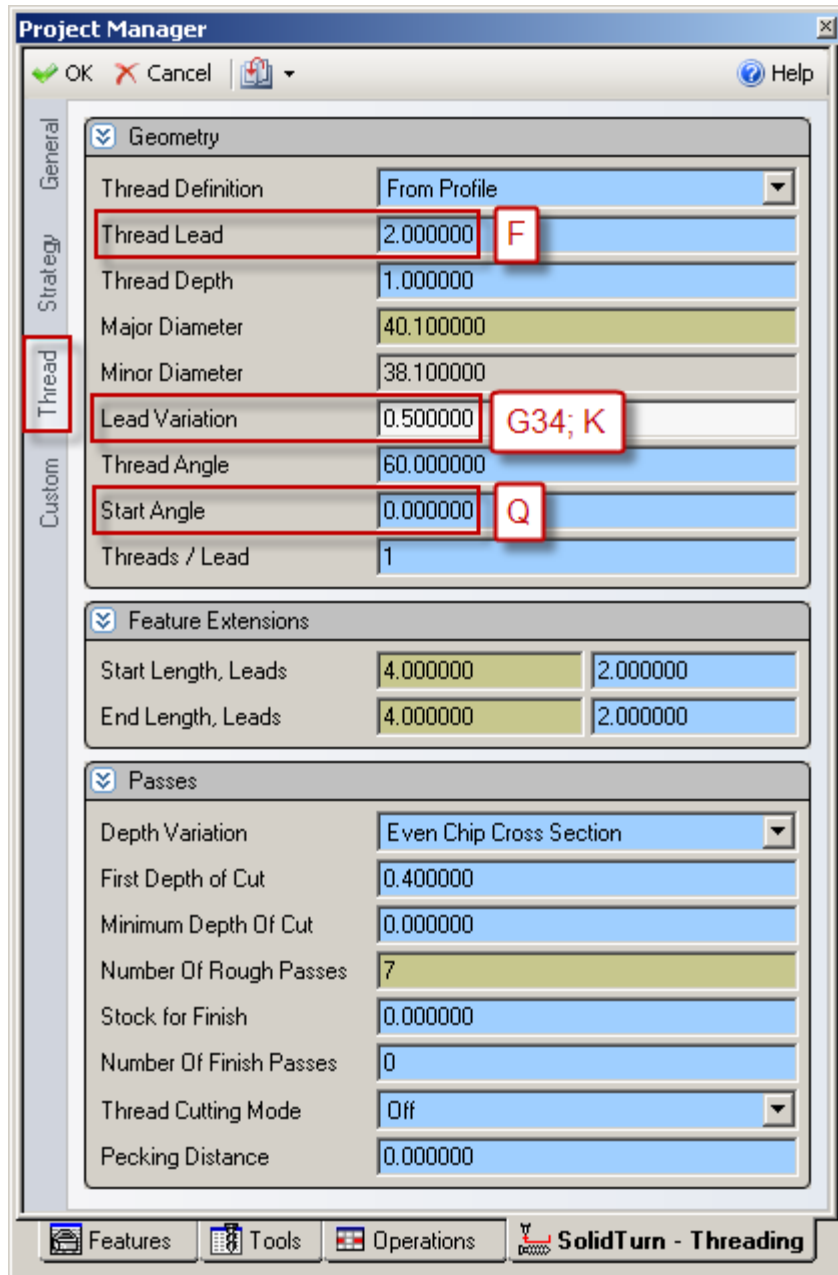 Project Manager
OK Cancel Help
General
Strategy
Thread
Custom
Geometry
Thread Definition From Profile
Thread Lead 2.000000 F
Thread Depth 1.000000
Major Diameter 40.100000
Minor Diameter 38.100000
Lead Variation 0.500000 G34; K
Thread Angle 60.000000
Start Angle 0.000000 Q
Threads / Lead 1
Feature Extensions
Start Length, Leads 4.000000 2.000000
End Length, Leads 4.000000 2.000000
Passes
Depth Variation Even Chip Cross Section
First Depth of Cut 0.400000
Minimum Depth Of Cut 0.000000
Number Of Rough Passes 7
Stock for Finish 0.000000
Number Of Finish Passes 0
Thread Cutting Mode Off
Pecking Distance 0.000000
Features Tools Operations SolidTurn - Threading